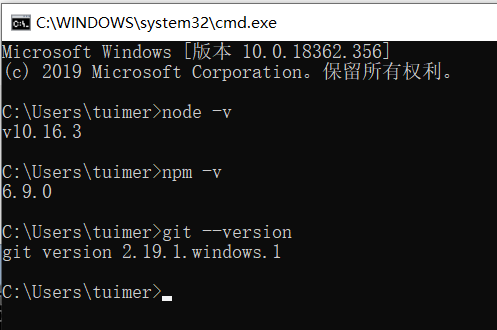 C:\WINDOWS\system32\cmd.exe
Microsoft Windows [版本 10.0.18362.356]
(c) 2019 Microsoft Corporation。保留所有权利。
C:\Users\tuimer>node -v
v10.16.3
C:\Users\tuimer>npm -v
6.9.0
C:\Users\tuimer>git --version
git version 2.19.1.windows.1
C:\Users\tuimer>